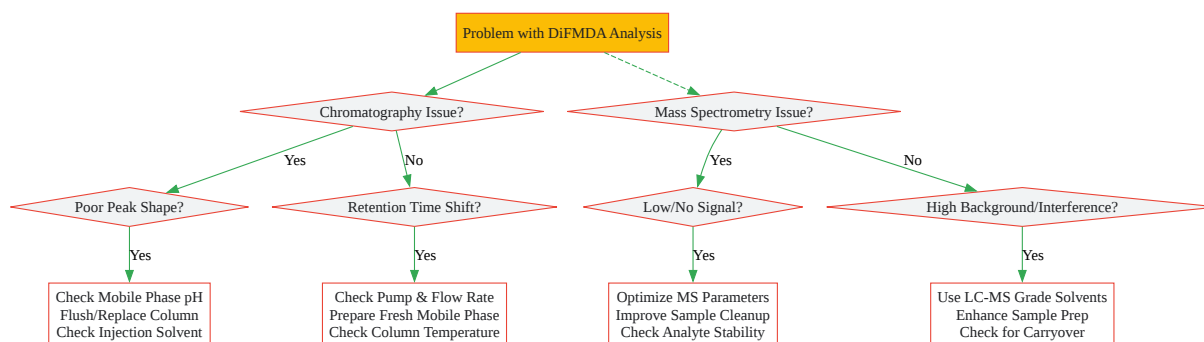 Problem with DiFMDA Analysis
Chromatography Issue?
Mass Spectrometry Issue?
Yes
No
Yes
No
Poor Peak Shape?
Retention Time Shift?
Low/No Signal?
High Background/Interference?
Yes
Yes
Yes
Yes
Check Mobile Phase pH
Flush/Replace Column
Check Injection Solvent
Check Pump & Flow Rate
Prepare Fresh Mobile Phase
Check Column Temperature
Optimize MS Parameters
Improve Sample Cleanup
Check Analyte Stability
Use LC-MS Grade Solvents
Enhance Sample Prep
Check for Carryover